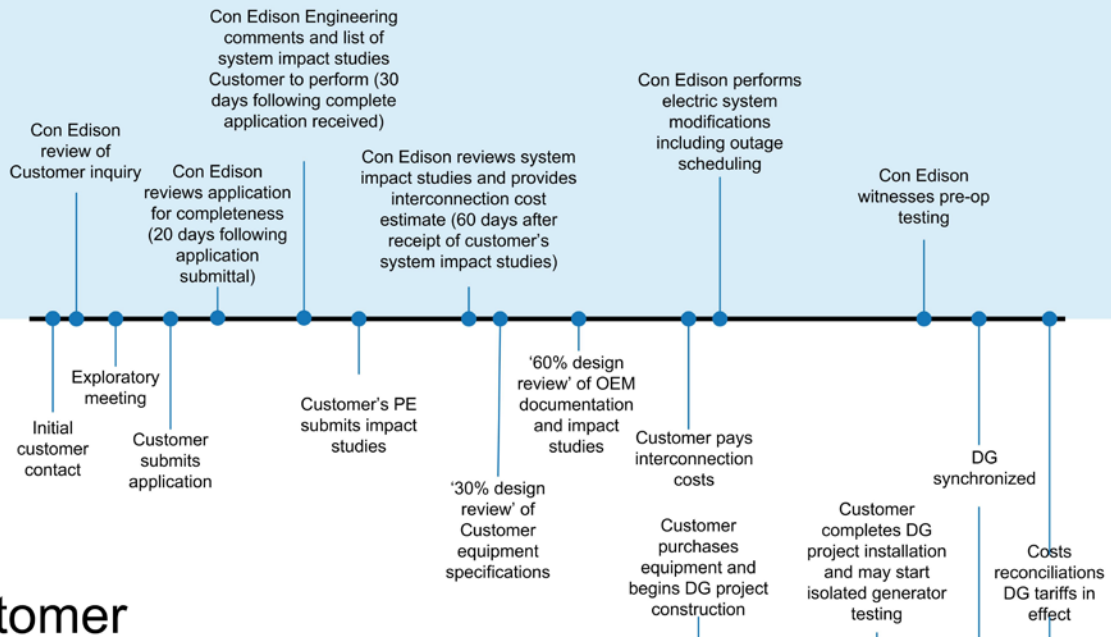 Con Edison Engineering
comments and list of
system impact studies
Customer to perform (30
days following complete
application received)
Con Edison
review of
Customer inquiry
Con Edison
reviews application
for completeness
(20 days following
application
submittal)
Con Edison reviews system
impact studies and provides
interconnection cost
estimate (60 days after
receipt of customer's
system impact studies)
Con Edison performs
electric system
modifications
including outage
scheduling
Con Edison
witnesses pre-op
testing
Initial
customer
contact
Exploratory
meeting
Customer
submits
application
Customer's PE
submits impact
studies
'30% design
review' of
Customer
equipment
specifications
'60% design
review' of OEM
documentation
and impact
studies
Customer pays
interconnection
costs
Customer
purchases
equipment and
begins DG project
construction
Customer
completes DG
project installation
and may start
isolated generator
testing
DG
synchronized
Costs
reconciliations
DG tariffs in
effect
tomer